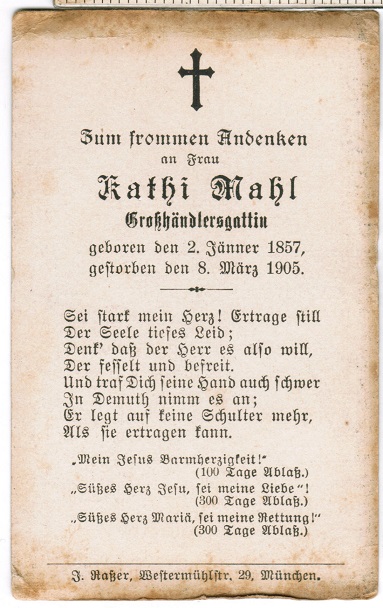 Zum frommen Andenken
an Frau
Kathi Mahl
Großhändlersgattin
geboren den 2. Jänner 1857,
gestorben den 8. März 1905.
Sei stark mein Herz! Ertrage still
Der Seele tiefes Leid;
Denk' daß der Herr es also will,
Der fesselt und befreit.
Und traf Dich seine Hand auch schwer
In Demuth nimm es an;
Er legt auf keine Schulter mehr,
Als sie ertragen kann.
„Mein Jesus Barmherzigkeit!“
(100 Tage Ablaß.)
„Süßes Herz Jesu, sei meine Liebe“!
(300 Tage Ablaß.)
„Süßes Herz Mariä, sei meine Rettung!“
(300 Tage Ablaß.)
J. Raßer, Westermühlstr. 29, München.